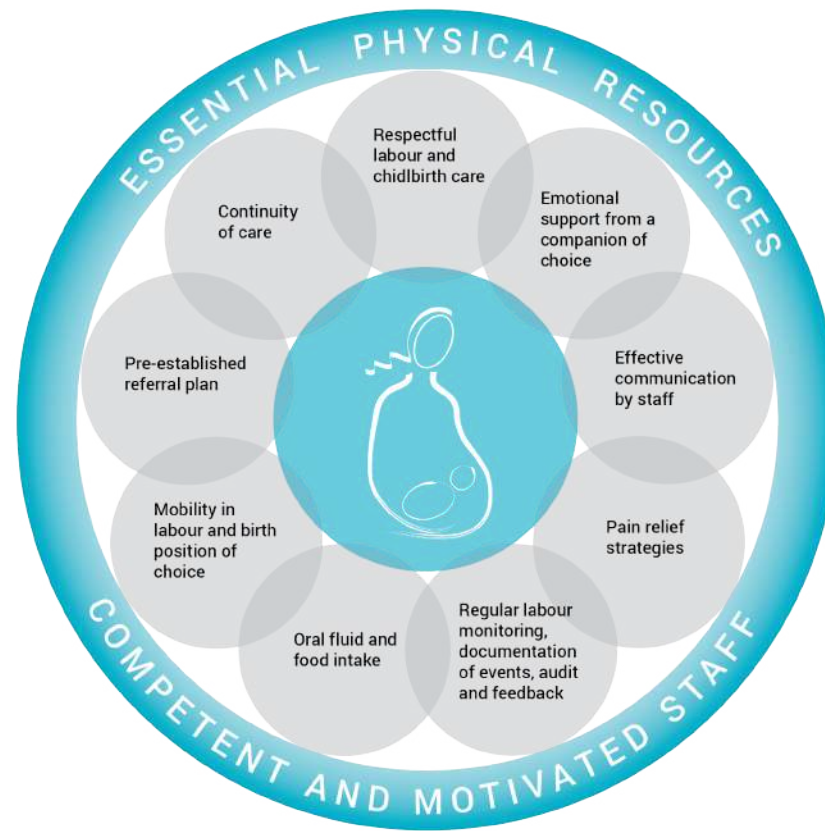 ESSENTIAL PHYSICAL RESOURCES
Respectful
labour and
chidlbirth care
Emotional
support from a
companion of
choice
Effective
communication
by staff
Pain relief
strategies
Regular labour
monitoring,
documentation
of events, audit
and feedback
Oral fluid and
food intake
Mobility in
labour and birth
position of
choice
Pre-established
referral plan
Continuity
of care
COMPETENT AND MOTIVATED STAFF